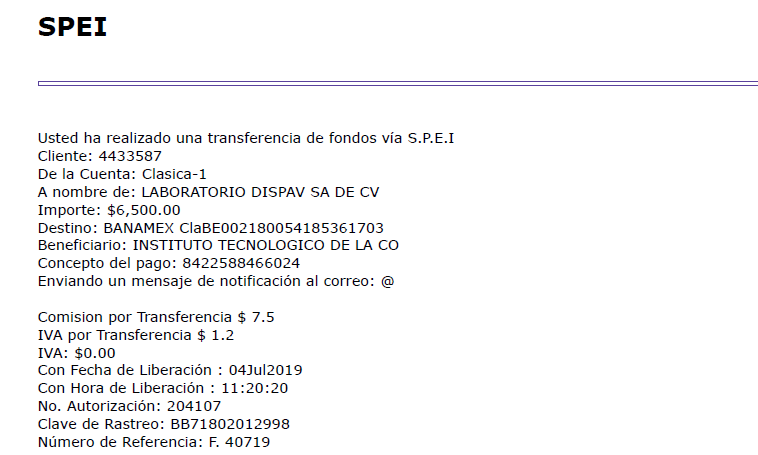 SPEI
Usted ha realizado una transferencia de fondos vía S.P.E.I
Cliente: 4433587
De la Cuenta: Clasica-1
A nombre de: LABORATORIO DISPAV SA DE CV
Importe: $6,500.00
Destino: BANAMEX ClaBE002180054185361703
Beneficiario: INSTITUTO TECNOLOGICO DE LA CO
Concepto del pago: 8422588466024
Enviando un mensaje de notificación al correo: @
Comision por Transferencia $ 7.5
IVA por Transferencia $ 1.2
IVA: $0.00
Con Fecha de Liberación : 04Jul2019
Con Hora de Liberación : 11:20:20
No. Autorización: 204107
Clave de Rastreo: BB71802012998
Número de Referencia: F. 40719